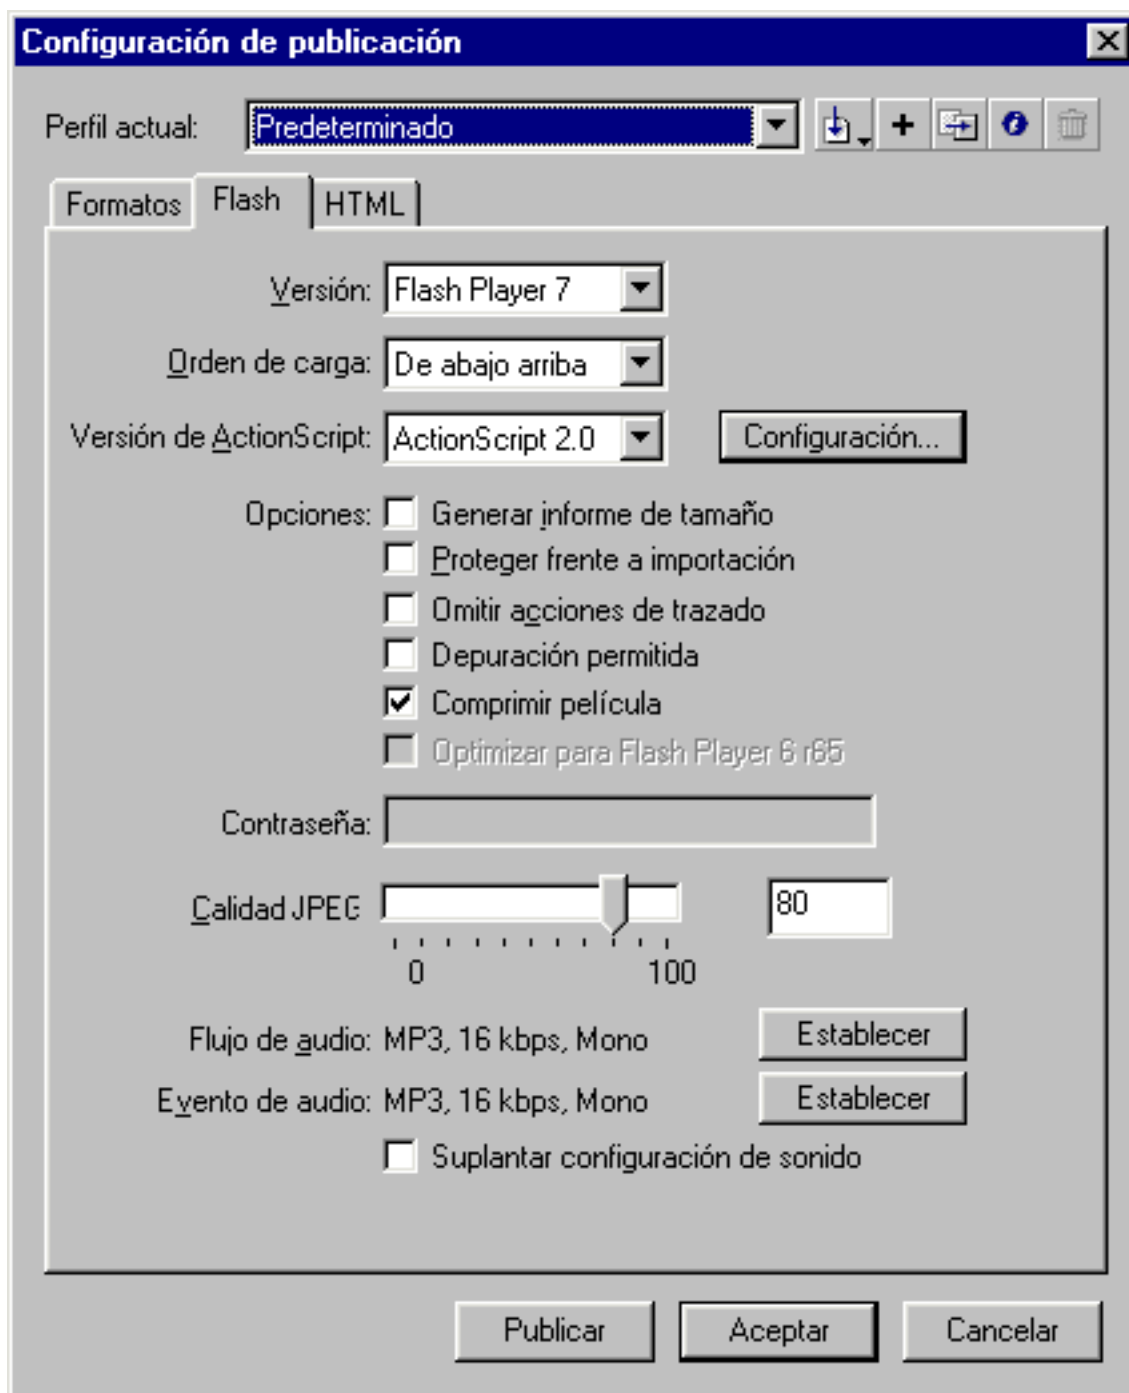 Configuración de publicación
Perfil actual: Predeterminado
Formatos Flash HTML
Versión: Flash Player 7
Orden de carga: De abajo arriba
Versión de ActionScript: ActionScript 2.0 Configuración...
Opciones: Generar informe de tamaño
Proteger frente a importación
Omitir acciones de trazado
Depuración permitida
Comprimir película
Optimizar para Flash Player 6 r65
Contraseña:
Calidad JPEG 80
0 100
Flujo de audio: MP3, 16 kbps, Mono Establecer
Evento de audio: MP3, 16 kbps, Mono Establecer
Suplantar configuración de sonido
Publicar Aceptar Cancelar